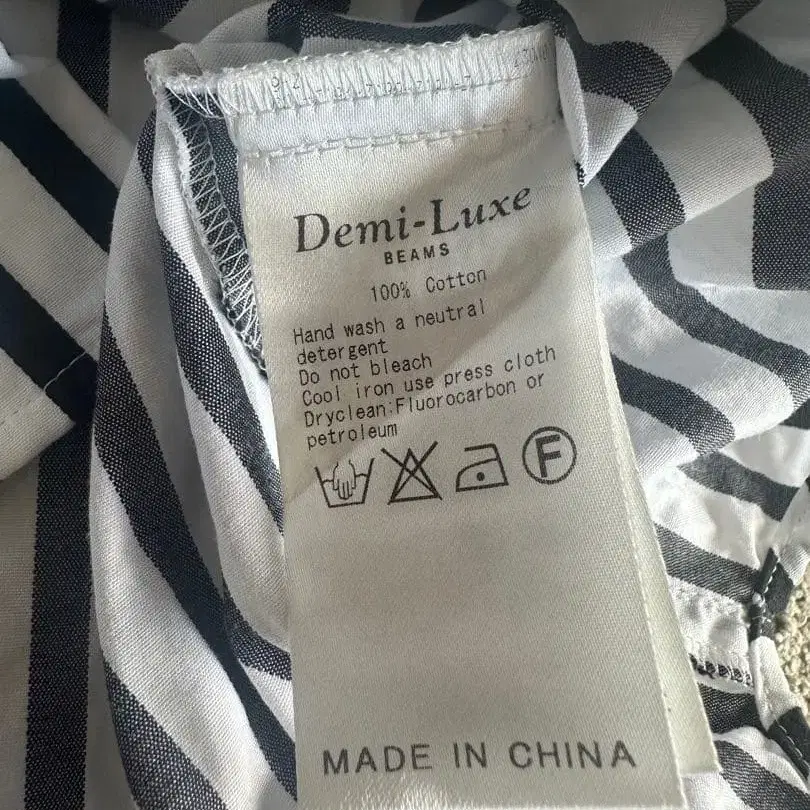 Demi-Luxe
BEAMS
100% Cotton
Hand wash a neutral
detergent
Do not bleach
Cool iron use press cloth
Dryclean:Fluorocarbon or
petroleum
F
MADE IN CHINA